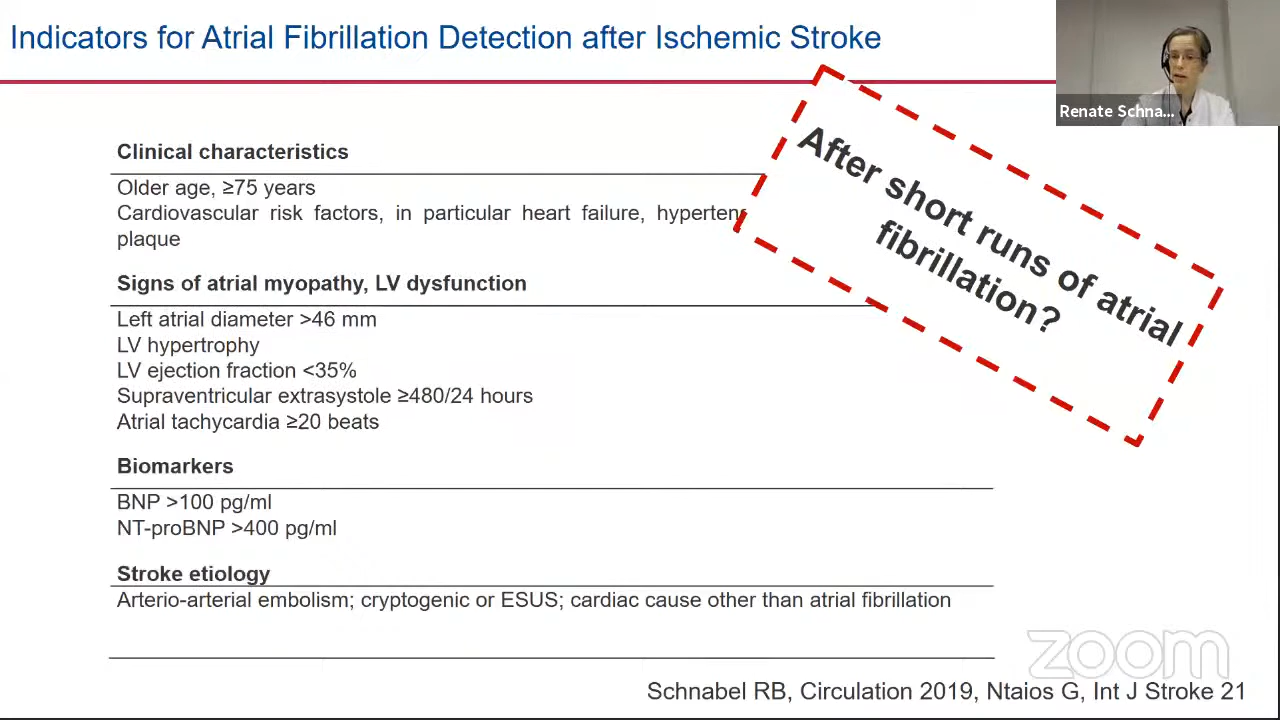 Indicators for Atrial Fibrillation Detection after Ischemic Stroke
Renate Schna...
After short runs of atrial
fibrillation?
Clinical characteristics
Older age, ≥75 years
Cardiovascular risk factors, in particular heart failure, hyperten
plaque
Signs of atrial myopathy, LV dysfunction
Left atrial diameter >46 mm
LV hypertrophy
LV ejection fraction <35%
Supraventricular extrasystole ≥480/24 hours
Atrial tachycardia ≥20 beats
Biomarkers
BNP >100 pg/ml
NT-proBNP >400 pg/ml
Stroke etiology
Arterio-arterial embolism; cryptogenic or ESUS; cardiac cause other than atrial fibrillation
zoom
Schnabel RB, Circulation 2019, Ntaios G, Int J Stroke 21